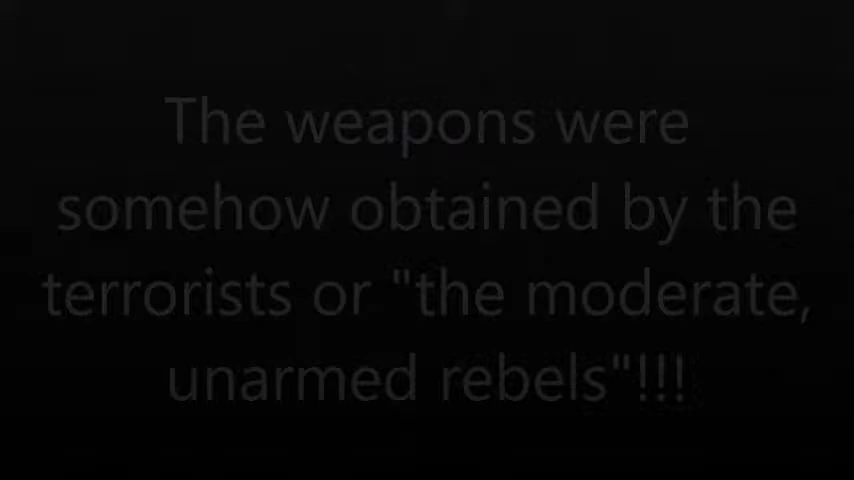 The weapons were
somehow obtained by the
terrorists or "the moderate,
unarmed rebels"!!!